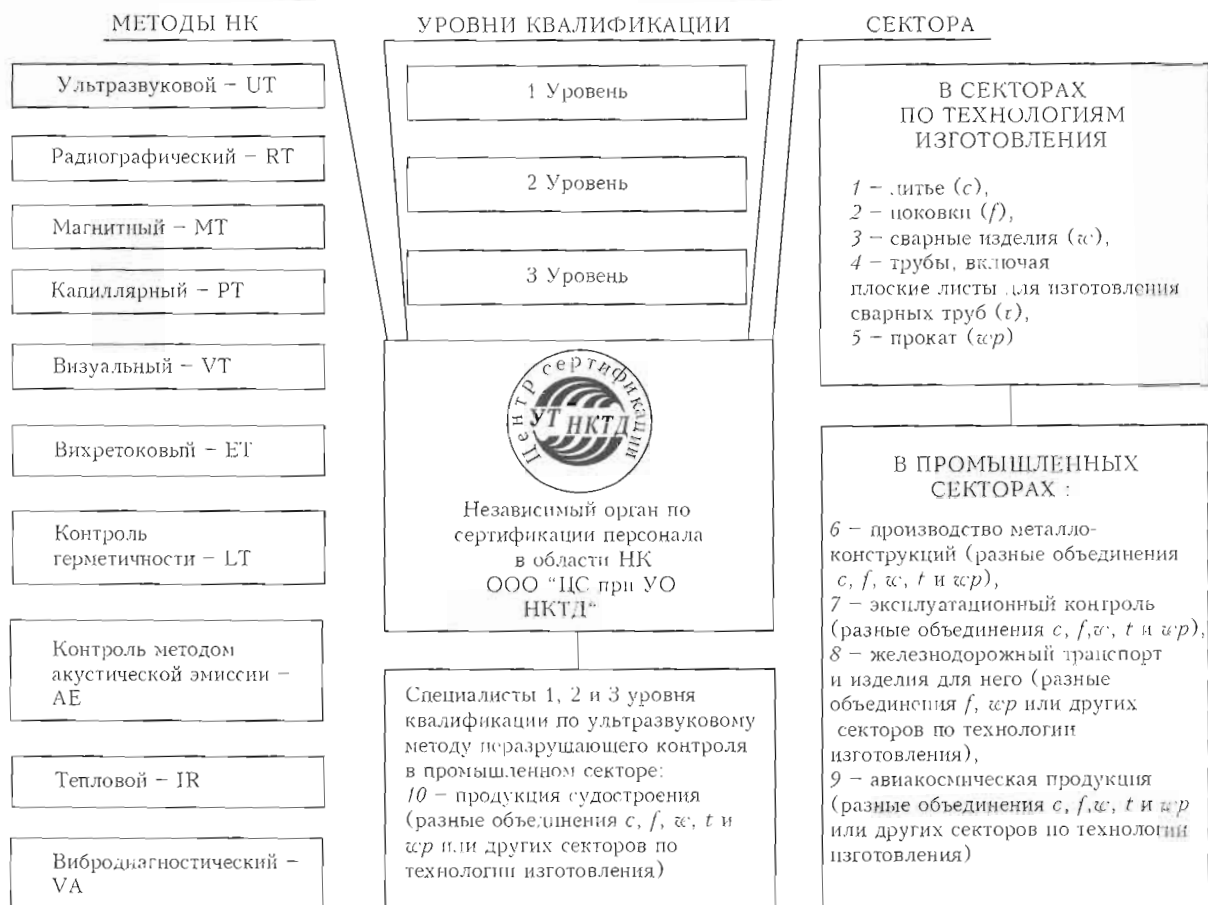 МЕТОДЫ НК
Ультразвуковой – UT
Радиографический – RT
Магнитный – MT
Капиллярный – PT
Визуальный – VT
Вихретоковый – ET
Контроль
герметичности – LT
Контроль методом
акустической эмиссии –
AE
Тепловой – IR
Вибродиагностический –
VA
УРОВНИ КВАЛИФИКАЦИИ
1 Уровень
2 Уровень
3 Уровень
Центр сертификации
УТ НКТД
Независимый орган по
сертификации персонала
в области НК
ООО "ЦС при УО
НКТД"
Специалисты 1, 2 и 3 уровня
квалификации по ультразвуковому
методу неразрушающего контроля
в промышленном секторе:
10 – продукция судостроения
(разные объединения c, f, w, t и
wp или других секторов по
технологии изготовления)
СЕКТОРА
В СЕКТОРАХ
ПО ТЕХНОЛОГИЯМ
ИЗГОТОВЛЕНИЯ
1 – литье (c),
2 – поковки (f),
3 – сварные изделия (w),
4 – трубы, включая
плоские листы для изготовления
сварных труб (t),
5 – прокат (wp)
В ПРОМЫШЛЕННЫХ
СЕКТОРАХ :
6 – производство металло-
конструкций (разные объединения
c, f, w, t и wp),
7 – эксплуатационный контроль
(разные объединения c, f,w, t и wp),
8 – железнодорожный транспорт
и изделия для него (разные
объединения f, wp или других
секторов по технологии
изготовления),
9 – авиакосмическая продукция
(разные объединения c, f,w, t и wp
или других секторов по технологии
изготовления)